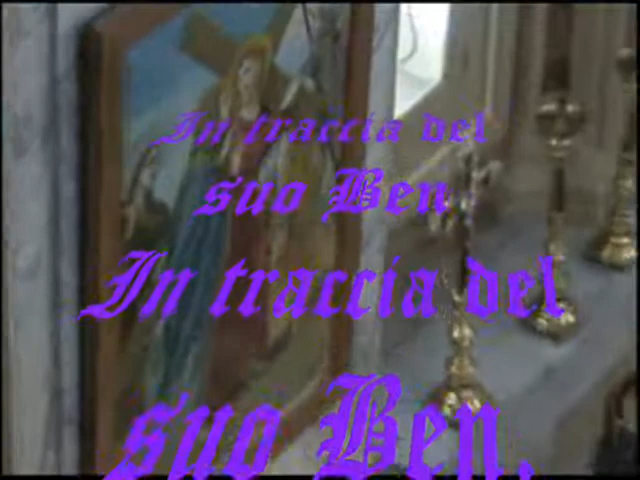 In traccia del
suo Ben
In traccia del
suo Ben.